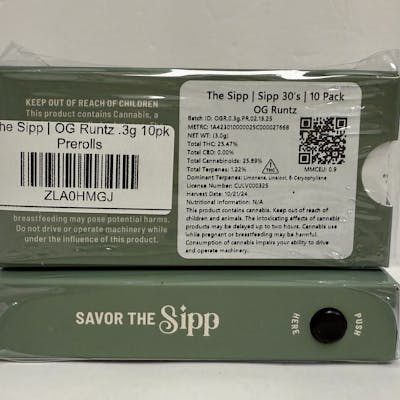 KEEP OUT OF REACH OF CHILDREN
This product contains Cannabis, a
he Sipp | OG Runtz .3g 10pk
Prerolls
ZLA0HMGJ
breastfeeding may pose potential harms.
Do not drive or operate machinery while
under the influence of this product.
The Sipp | Sipp 30's | 10 Pack
OG Runtz
Batch ID: OGR.0.3g.PR.02.13.25
METRC: 1A423010000025C000027668
NET WT: (3.0g)
Total THC: 25.47%
Total CBD: 0.00%
Total Cannabinoids: 25.89%
Total Terpenes: 1.22%
MMCEU: 0.9
Dominant Terpenes: Limonene, Linalool, B-Caryophyllene
License Number: CULV000325
Harvest Date: 10/21/24
Nutritional Information: N/A
This product contains cannabis. Keep out of reach of
children and animals. The intoxicating effects of cannabis
products may be delayed up to two hours. Cannabis use
while pregnant or breastfeeding may be harmful.
Consumption of cannabis impairs your ability to drive
and operate machinery.
SAVOR THE Sipp
PUSH
HERE